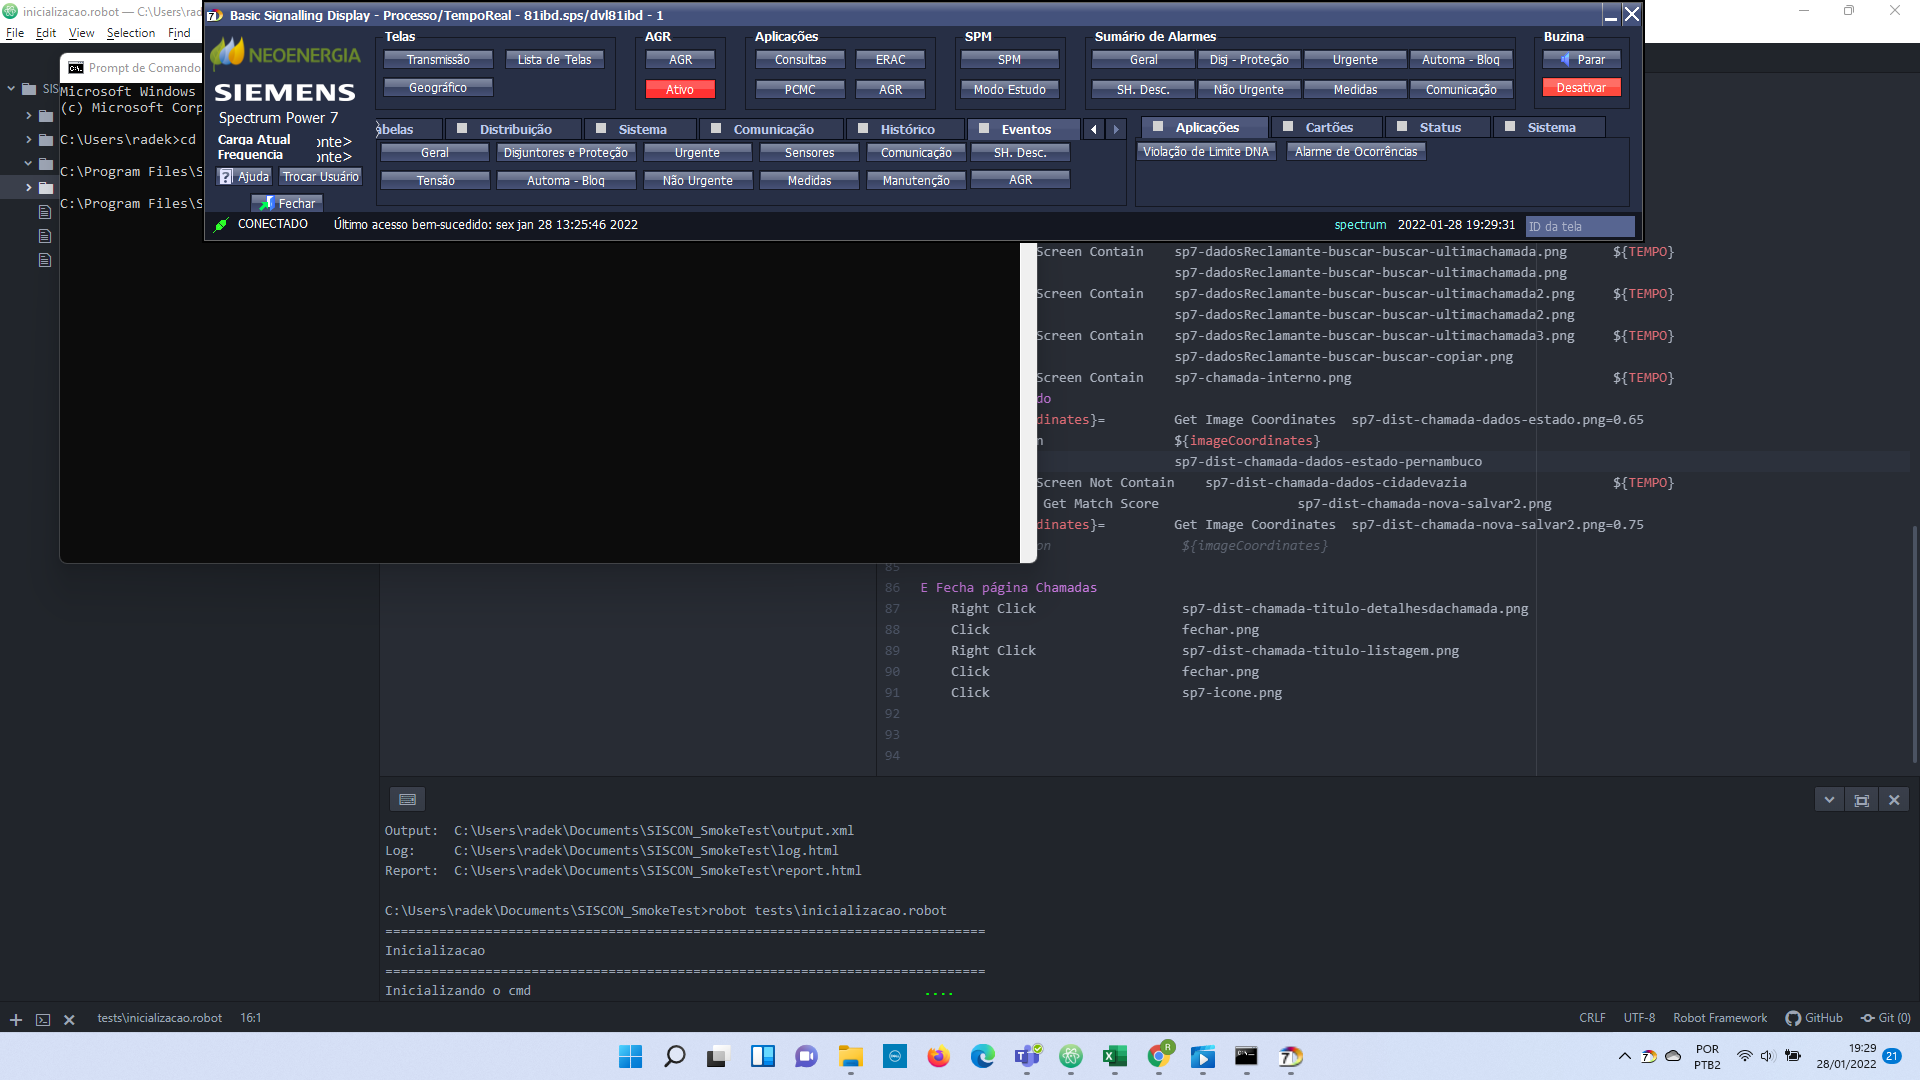 inicializacao.robot — C:\Users\rad
File Edit View Selection Find
SIS
Prompt de Comando
Microsoft Windows
(c) Microsoft Corp
C:\Users\radek>cd
C:\Program Files\S
C:\Program Files\S
Basic Signalling Display - Processo/TempoReal - 81ibd.sps/dvl81ibd - 1
NEOENERGIA
SIEMENS
Spectrum Power 7
Carga Atual onte>
Frequencia onte>
Ajuda Trocar Usuário
Fechar
Telas
Transmissão Lista de Telas
Geográfico
AGR
AGR
Ativo
Aplicações
Consultas ERAC
PCMC AGR
SPM
SPM
Modo Estudo
Sumário de Alarmes
Geral Disj - Proteção Urgente Automa - Bloq
SH. Desc. Não Urgente Medidas Comunicação
Buzina
Parar
Desativar
abelas Distribuição Sistema Comunicação Histórico Eventos
Geral Disjuntores e Proteção Urgente Sensores Comunicação SH. Desc.
Tensão Automa - Bloq Não Urgente Medidas Manutenção AGR
Aplicações Cartões Status Sistema
Violação de Limite DNA Alarme de Ocorrências
CONECTADO Último acesso bem-sucedido: sex jan 28 13:25:46 2022 spectrum 2022-01-28 19:29:31 ID da tela
Screen Contain sp7-dadosReclamante-buscar-buscar-ultimachamada.png ${TEMPO}
sp7-dadosReclamante-buscar-buscar-ultimachamada.png
Screen Contain sp7-dadosReclamante-buscar-buscar-ultimachamada2.png ${TEMPO}
sp7-dadosReclamante-buscar-buscar-ultimachamada2.png
Screen Contain sp7-dadosReclamante-buscar-buscar-ultimachamada3.png ${TEMPO}
sp7-dadosReclamante-buscar-buscar-copiar.png
Screen Contain sp7-chamada-interno.png ${TEMPO}
do
dinates}= Get Image Coordinates sp7-dist-chamada-dados-estado.png=0.65
n ${imageCoordinates}
sp7-dist-chamada-dados-estado-pernambuco
Screen Not Contain sp7-dist-chamada-dados-cidadevazia ${TEMPO}
Get Match Score sp7-dist-chamada-nova-salvar2.png
dinates}= Get Image Coordinates sp7-dist-chamada-nova-salvar2.png=0.75
on ${imageCoordinates}
85
86 E Fecha página Chamadas
87 Right Click sp7-dist-chamada-titulo-detalhesdachamada.png
88 Click fechar.png
89 Right Click sp7-dist-chamada-titulo-listagem.png
90 Click fechar.png
91 Click sp7-icone.png
92
93
94
Output: C:\Users\radek\Documents\SISCON_SmokeTest\output.xml
Log: C:\Users\radek\Documents\SISCON_SmokeTest\log.html
Report: C:\Users\radek\Documents\SISCON_SmokeTest\report.html
C:\Users\radek\Documents\SISCON_SmokeTest>robot tests\inicializacao.robot
==============================================================================
Inicializacao
==============================================================================
Inicializando o cmd ....
tests\inicializacao.robot 16:1 CRLF UTF-8 Robot Framework GitHub Git (0)
POR 19:29
PTB2 28/01/2022 21